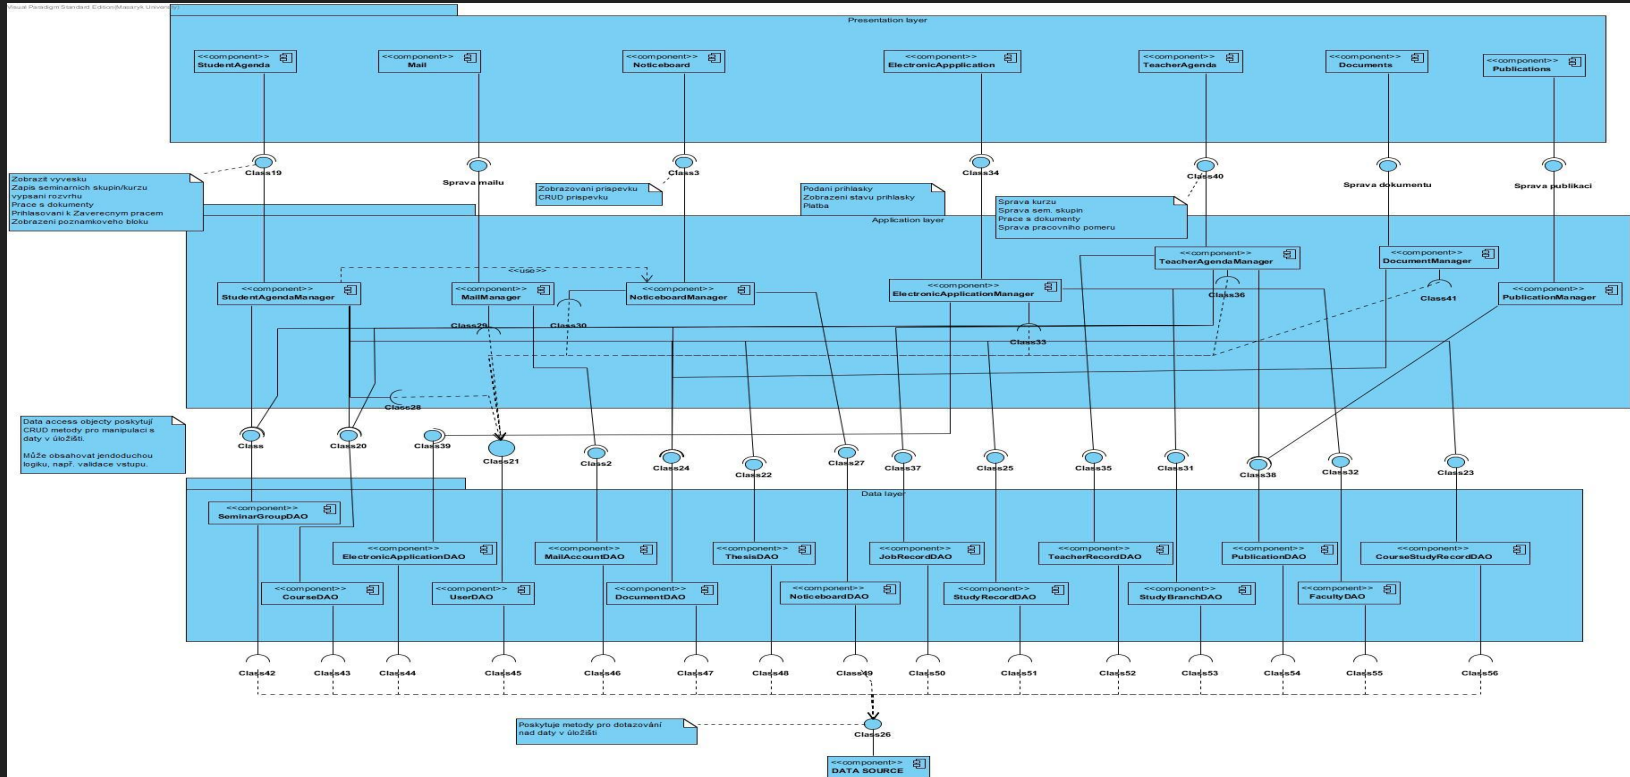 Visual Paradigm Standard Edition(Masaryk University)
Presentation layer
<<component>>
StudentAgenda
<<component>>
Mail
<<component>>
Noticeboard
<<component>>
ElectronicAppplication
<<component>>
TeacherAgenda
<<component>>
Documents
<<component>>
Publications
Class19
Sprava mailu
Class3
Class34
Class40
Sprava dokumentu
Sprava publikaci
Zobrazit vyvesku
Zapis seminarnich skupin/kurzu
vypsani rozvrhu
Prace s dokumenty
Prihlasovani k Zaverecnym pracem
Zobrazeni poznamkoveho bloku
Zobrazovani prispevku
CRUD prispevku
Podani prihlasky
Zobrazeni stavu prihlasky
Platba
Sprava kurzu
Sprava sem. skupin
Prace s dokumenty
Sprava pracovniho pomeru
Application layer
<<use>>
<<component>>
StudentAgendaManager
<<component>>
MailManager
<<component>>
NoticeboardManager
<<component>>
ElectronicApplicationManager
<<component>>
TeacherAgendaManager
<<component>>
DocumentManager
<<component>>
PublicationManager
Class36
Class41
Class29
Class30
Class33
Class28
Data access objecty poskytují
CRUD metody pro manipulaci s
daty v úložišti.
Může obsahovat jendoduchou
logiku, např. validace vstupu.
Class
Class20
Class39
Class21
Class2
Class24
Class22
Class27
Class37
Class25
Class35
Class31
Class38
Class32
Class23
Data layer
<<component>>
SeminarGroupDAO
<<component>>
ElectronicApplicationDAO
<<component>>
MailAccountDAO
<<component>>
ThesisDAO
<<component>>
JobRecordDAO
<<component>>
TeacherRecordDAO
<<component>>
PublicationDAO
<<component>>
CourseStudyRecordDAO
<<component>>
CourseDAO
<<component>>
UserDAO
<<component>>
DocumentDAO
<<component>>
NoticeboardDAO
<<component>>
StudyRecordDAO
<<component>>
StudyBranchDAO
<<component>>
FacultyDAO
Class42
Class43
Class44
Class45
Class46
Class47
Class48
Class49
Class50
Class51
Class52
Class53
Class54
Class55
Class56
Poskytuje metody pro dotazování
nad daty v úložišti
Class26
<<component>>
DATA SOURCE